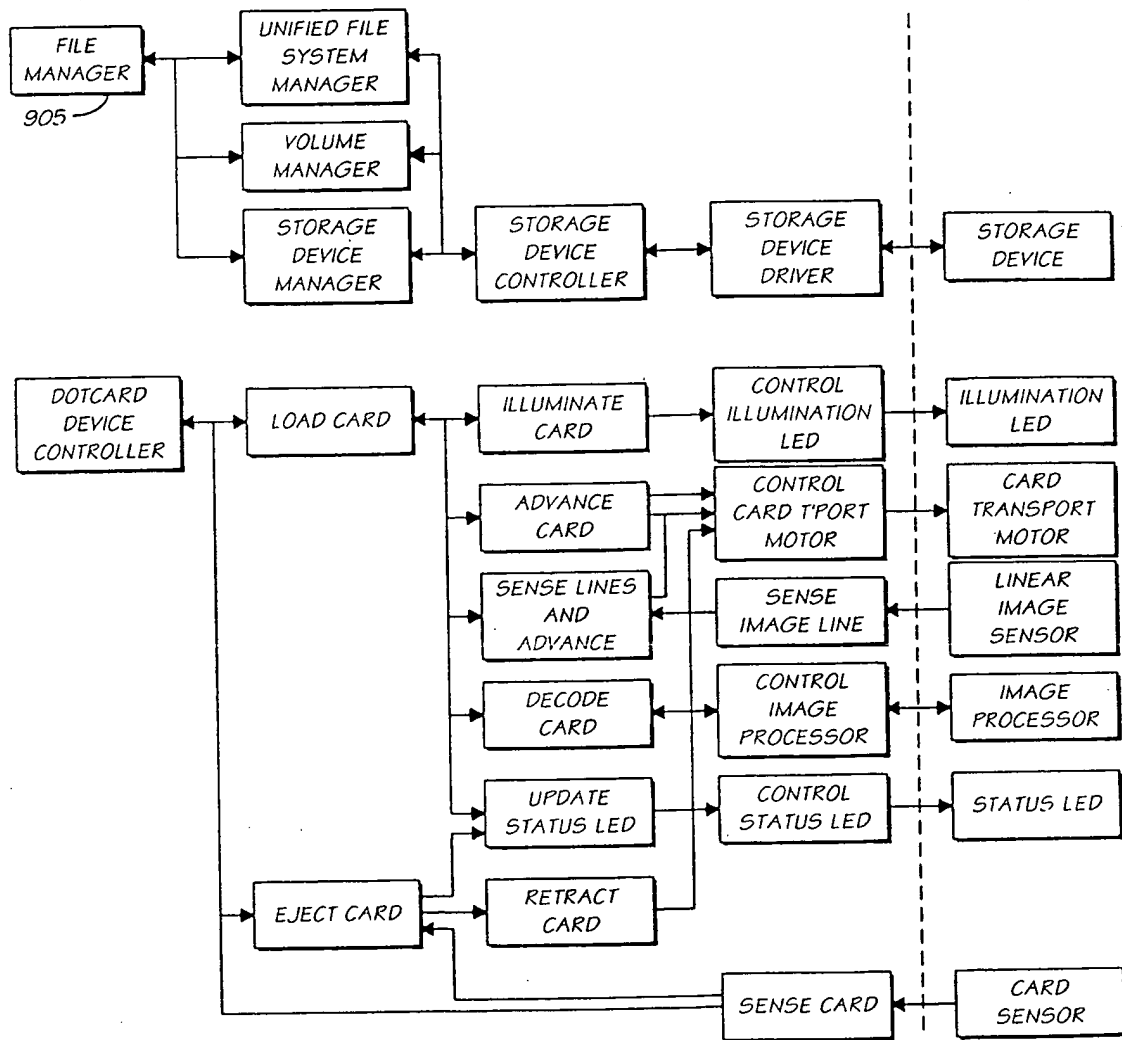 FILE
MANAGER
905
UNIFIED FILE
SYSTEM
MANAGER
VOLUME
MANAGER
STORAGE
DEVICE
MANAGER
STORAGE
DEVICE
CONTROLLER
STORAGE
DEVICE
DRIVER
STORAGE
DEVICE
DOTCARD
DEVICE
CONTROLLER
LOAD CARD
ILLUMINATE
CARD
CONTROL
ILLUMINATION
LED
ILLUMINATION
LED
ADVANCE
CARD
CONTROL
CARD T'PORT
MOTOR
CARD
TRANSPORT
MOTOR
SENSE LINES
AND
ADVANCE
SENSE
IMAGE LINE
LINEAR
IMAGE
SENSOR
DECODE
CARD
CONTROL
IMAGE
PROCESSOR
IMAGE
PROCESSOR
UPDATE
STATUS LED
CONTROL
STATUS LED
STATUS LED
EJECT CARD
RETRACT
CARD
SENSE CARD
CARD
SENSOR